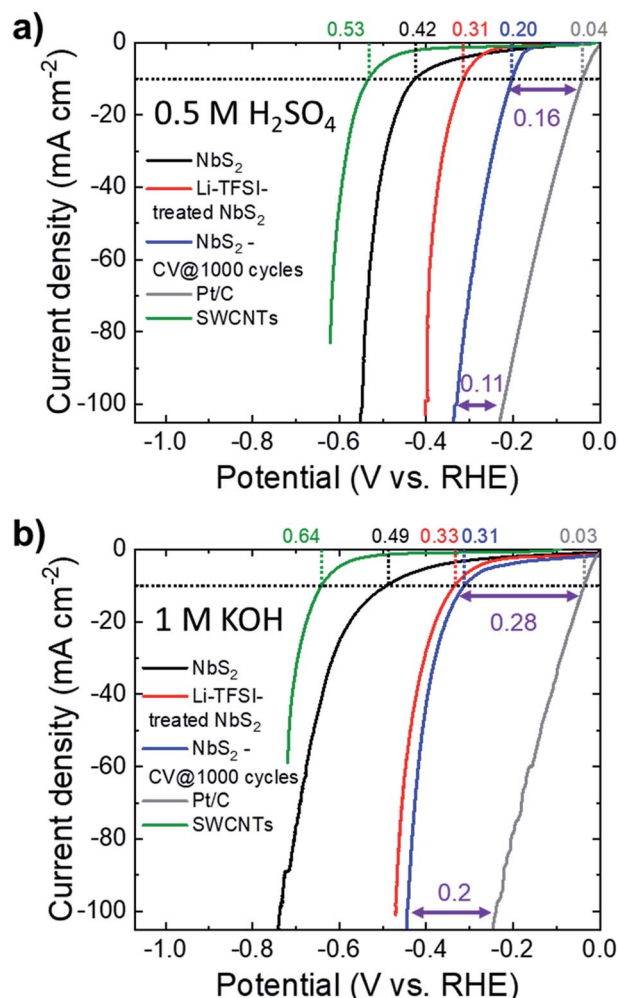 a)
0.53 0.42 0.31 0.20 0.04
0
-20
-40
-60
-80
-100
Current density (mA cm⁻²)
0.16
0.5 M H₂SO₄
NbS₂
Li-TFSI-
treated NbS₂
NbS₂ -
CV@1000 cycles
Pt/C
SWCNTs
0.11
-1.0 -0.8 -0.6 -0.4 -0.2 0.0
Potential (V vs. RHE)
b)
0.64 0.49 0.33 0.31 0.03
0
-20
-40
-60
-80
-100
Current density (mA cm⁻²)
0.28
1 M KOH
NbS₂
Li-TFSI-
treated NbS₂
NbS₂ -
CV@1000 cycles
Pt/C
SWCNTs
0.2
-1.0 -0.8 -0.6 -0.4 -0.2 0.0
Potential (V vs. RHE)